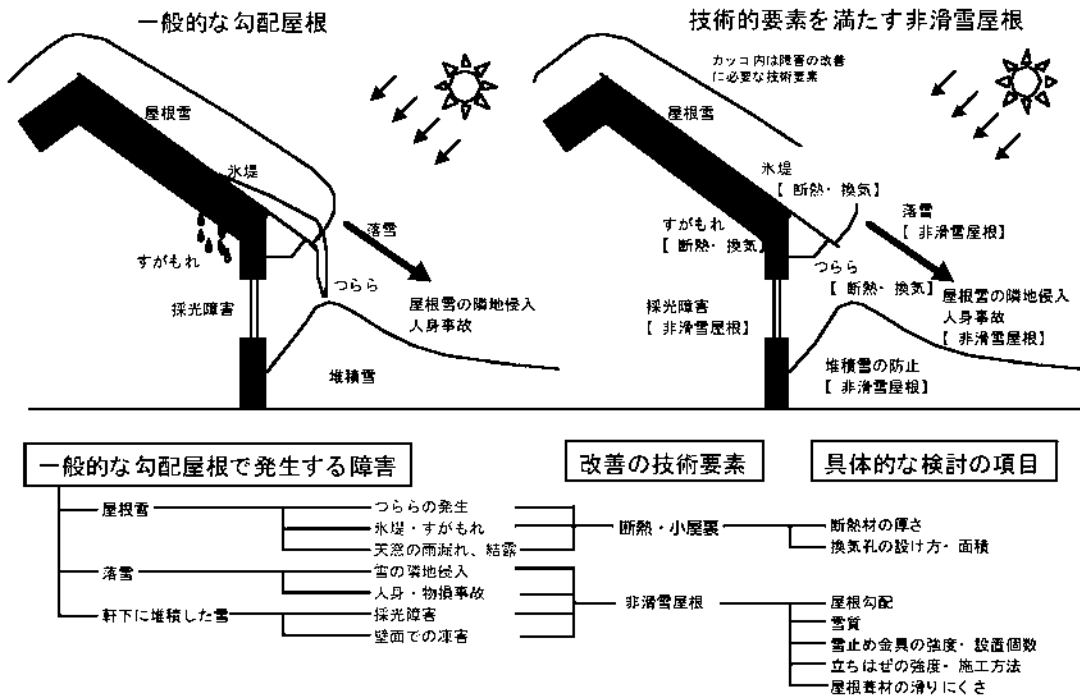 一般的な勾配屋根
屋根雪
氷堤
落雪
すがもれ
つらら
採光障害
屋根雪の隣地侵入
人身事故
堆積雪
技術的要素を満たす非滑雪屋根
カッコ内は障害の改善
に必要な技術要素
屋根雪
氷堤
【 断熱・換気】
すがもれ
【 断熱・換気】
落雪
【 非滑雪屋根】
つらら
【 断熱・換気】
採光障害
【 非滑雪屋根】
屋根雪の隣地侵入
人身事故
【 非滑雪屋根】
堆積雪の防止
【 非滑雪屋根】
一般的な勾配屋根で発生する障害
屋根雪
つららの発生
氷堤・すがもれ
天窓の雨漏れ、結露
落雪
雪の隣地侵入
人身・物損事故
軒下に堆積した雪
採光障害
壁面での凍害
改善の技術要素
断熱・小屋裏
非滑雪屋根
具体的な検討の項目
断熱材の厚さ
換気孔の設け方・面積
屋根勾配
雪質
雪止め金具の強度・設置個数
立ちはぜの強度・施工方法
屋根葺材の滑りにくさ